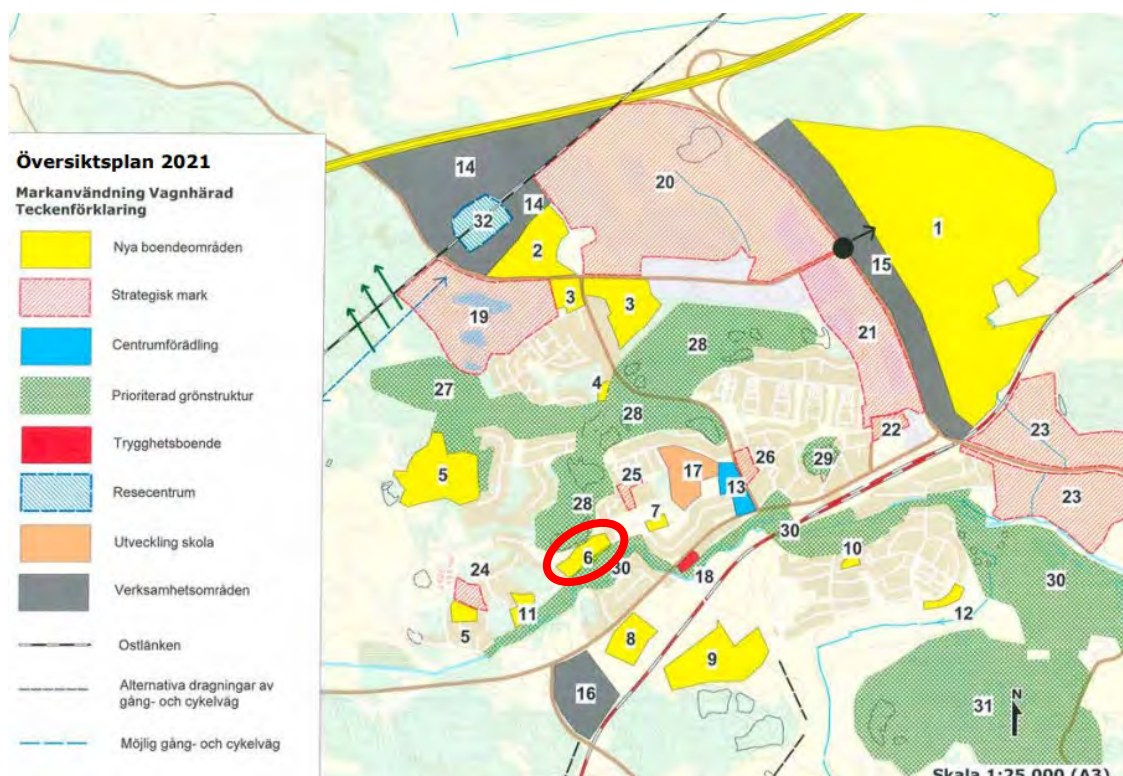 Översiktsplan 2021
Markanvändning Vagnhärad
Teckenförklaring
Nya boendeområden
Strategisk mark
Centrumförädling
Prioriterad grönstruktur
Trygghetsboende
Resecentrum
Utveckling skola
Verksamhetsområden
Ostlänken
Alternativa dragningar av
gång- och cykelväg
Möjlig gång- och cykelväg
14
20
1
32
14
2
15
3
3
19
21
28
27
4
28
22
23
26
5
25
17
29
13
23
28
7
30
6
10
30
24
18
30
11
12
5
8
9
16
31
N
Skala 1:25 000 (A3)